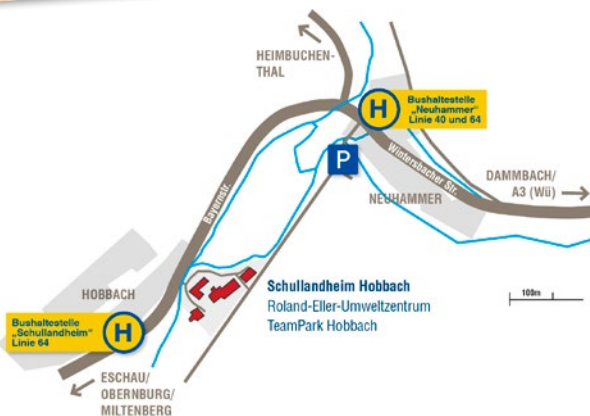 HEIMBUCHEN-
THAL
H
Bushaltestelle
„Neuhammer“
Linie 40 und 64
P
Wintersbacher Str.
DAMMBACH/
A3 (Wü)
NEUHAMMER
Bayernstr.
HOBBACH
Schullandheim Hobbach
Roland-Eller-Umweltzentrum
TeamPark Hobbach
100m
Bushaltestelle
„Schullandheim“
Linie 64
H
ESCHAU/
OBERNBURG/
MILTENBERG